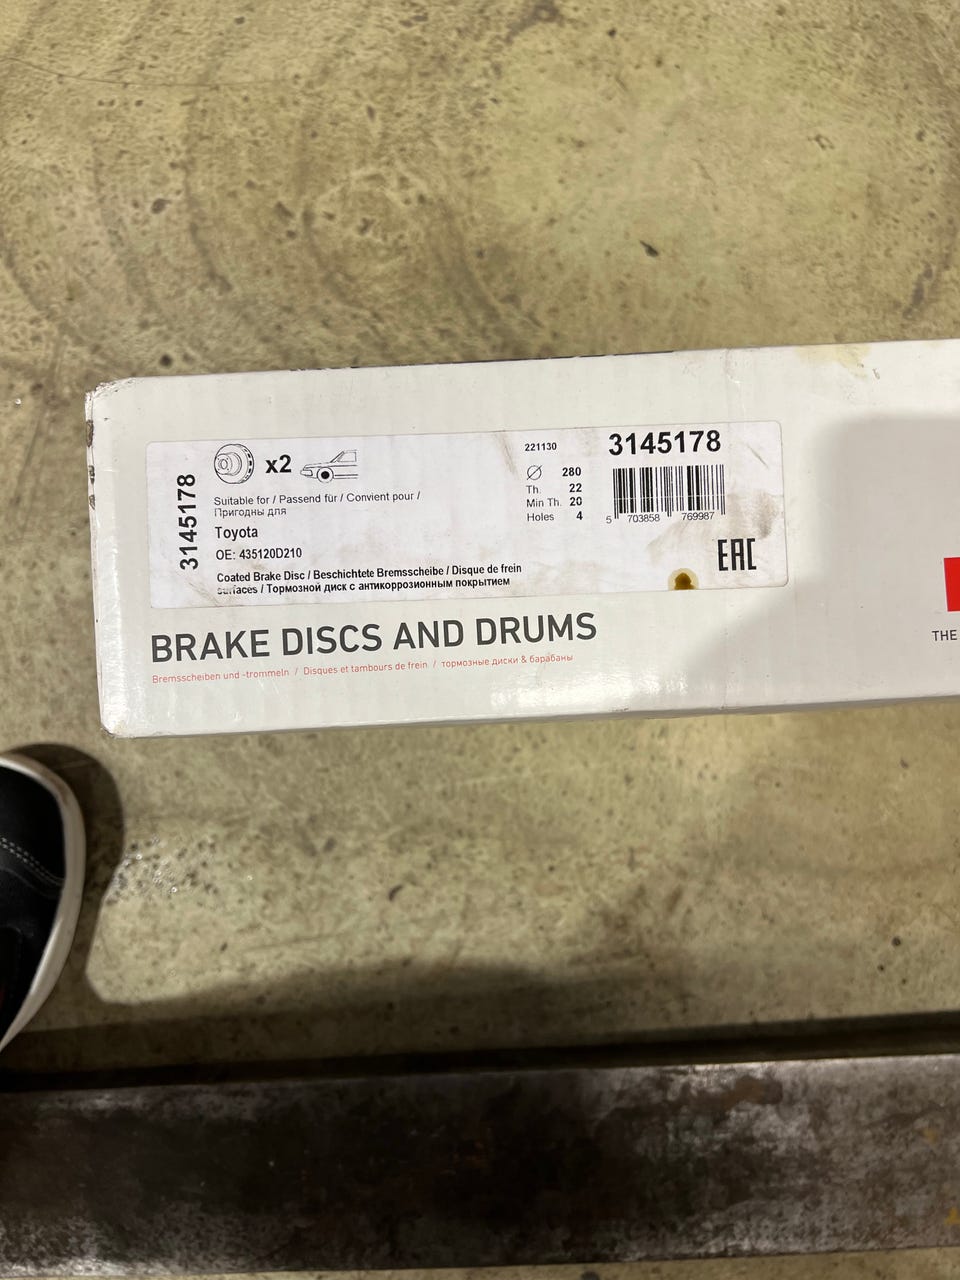 3145178
x2
Suitable for / Passend für / Convient pour /
Пригодны для
Toyota
OE: 435120D210
Coated Brake Disc / Beschichtete Bremsscheibe / Disque de frein
surfaces / Тормозной диск с антикоррозионным покрытием
221130
3145178
Ø 280
Th. 22
Min Th. 20
Holes 4
5 703858 769987
EAC
BRAKE DISCS AND DRUMS
Bremsscheiben und -trommeln / Disques et tambours de frein / тормозные диски & барабаны
THE